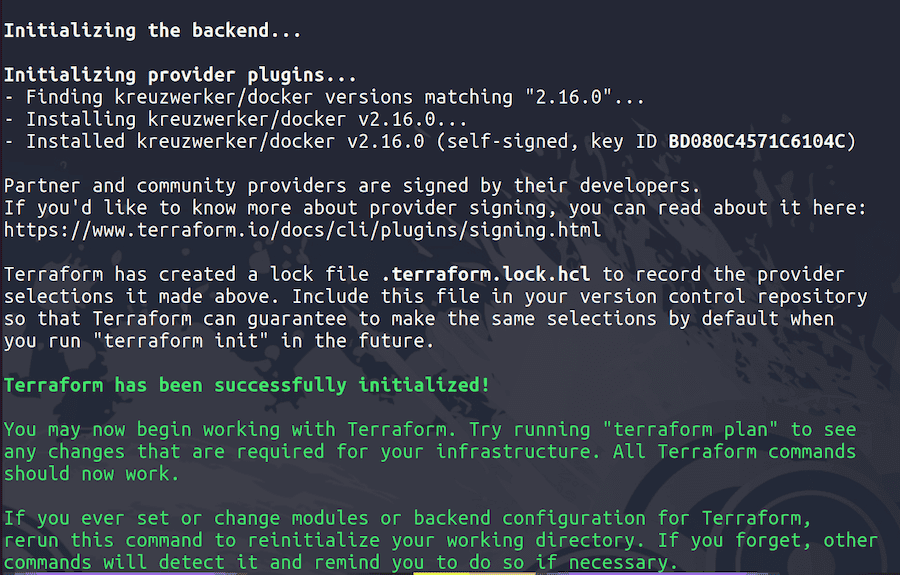 Initializing the backend...
Initializing provider plugins...
- Finding kreuzwerker/docker versions matching "2.16.0"...
- Installing kreuzwerker/docker v2.16.0...
- Installed kreuzwerker/docker v2.16.0 (self-signed, key ID BD080C4571C6104C)
Partner and community providers are signed by their developers.
If you'd like to know more about provider signing, you can read about it here:
https://www.terraform.io/docs/cli/plugins/signing.html
Terraform has created a lock file .terraform.lock.hcl to record the provider
selections it made above. Include this file in your version control repository
so that Terraform can guarantee to make the same selections by default when
you run "terraform init" in the future.
Terraform has been successfully initialized!
You may now begin working with Terraform. Try running "terraform plan" to see
any changes that are required for your infrastructure. All Terraform commands
should now work.
If you ever set or change modules or backend configuration for Terraform,
rerun this command to reinitialize your working directory. If you forget, other
commands will detect it and remind you to do so if necessary.